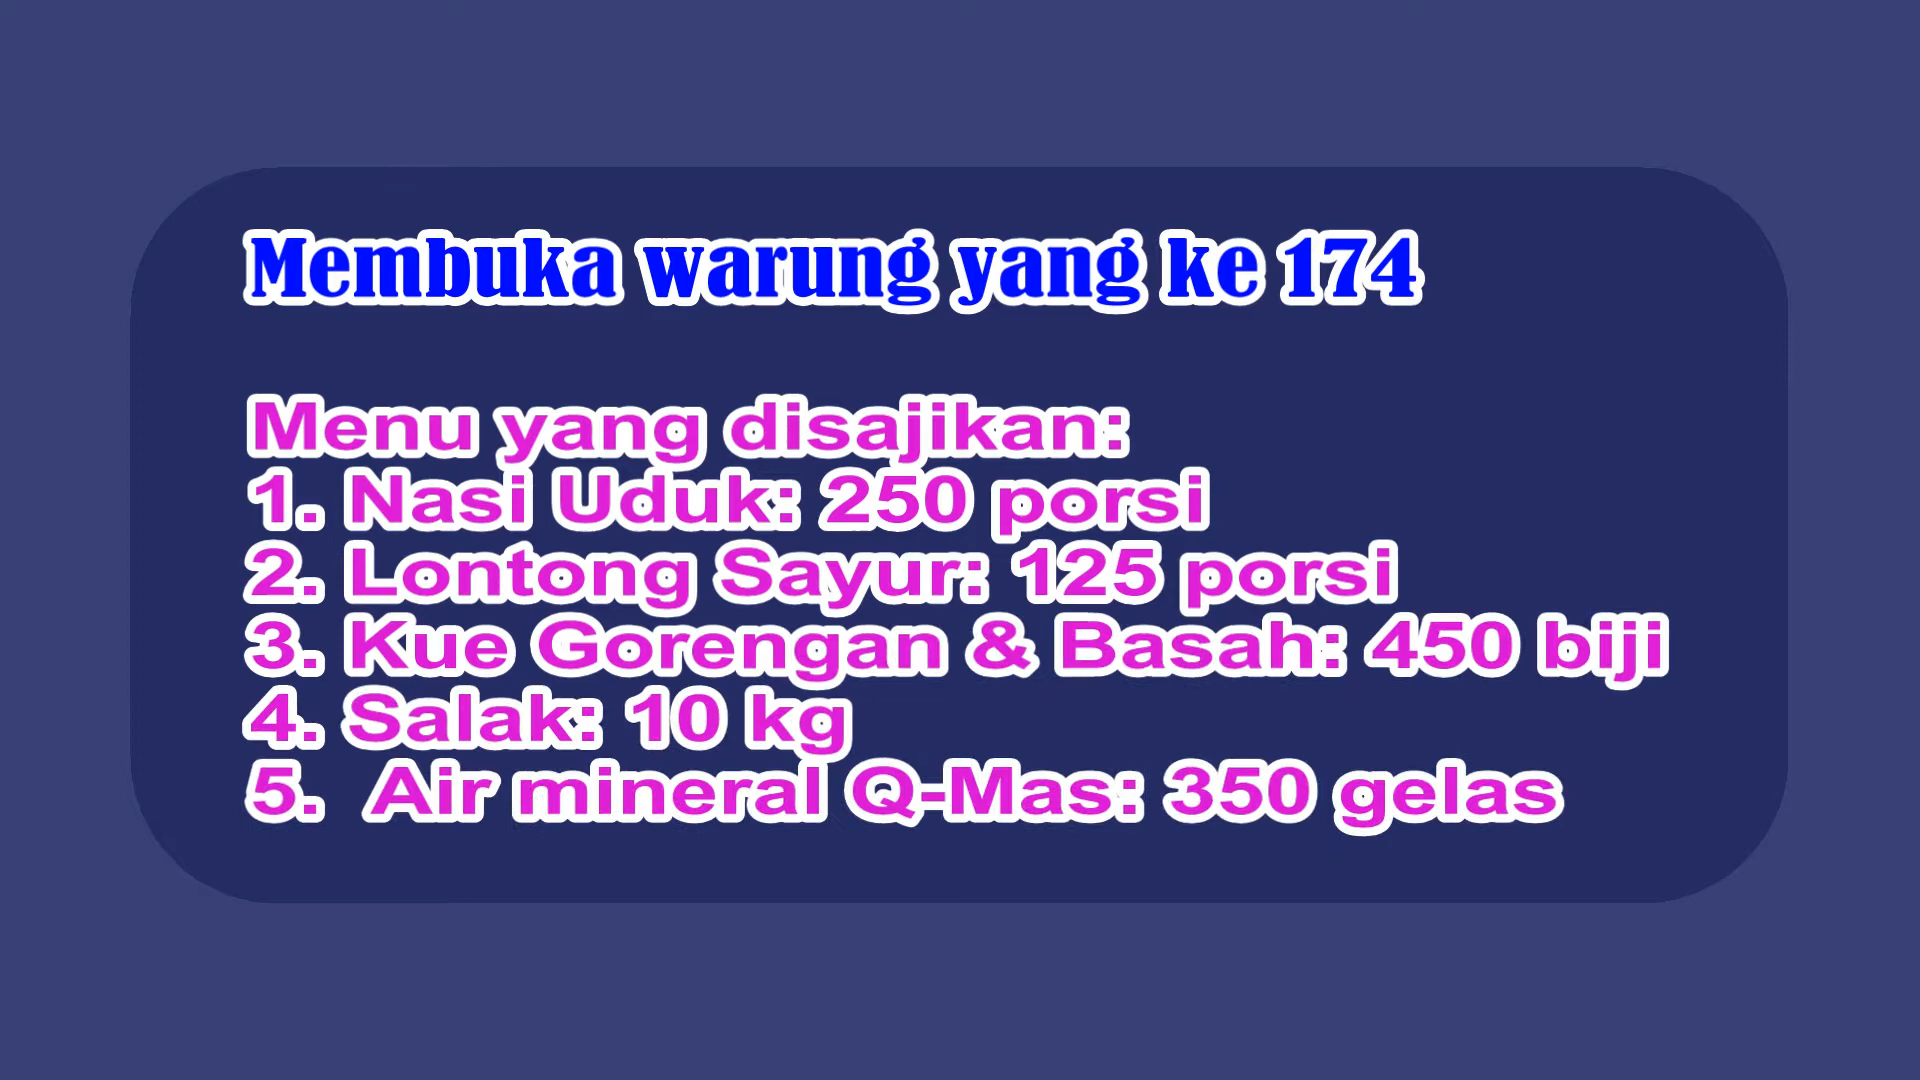 Membuka warung yang ke 174
Menu yang disajikan:
1. Nasi Uduk: 250 porsi
2. Lontong Sayur: 125 porsi
3. Kue Gorengan & Basah: 450 biji
4. Salak: 10 kg
5.  Air mineral Q-Mas: 350 gelas